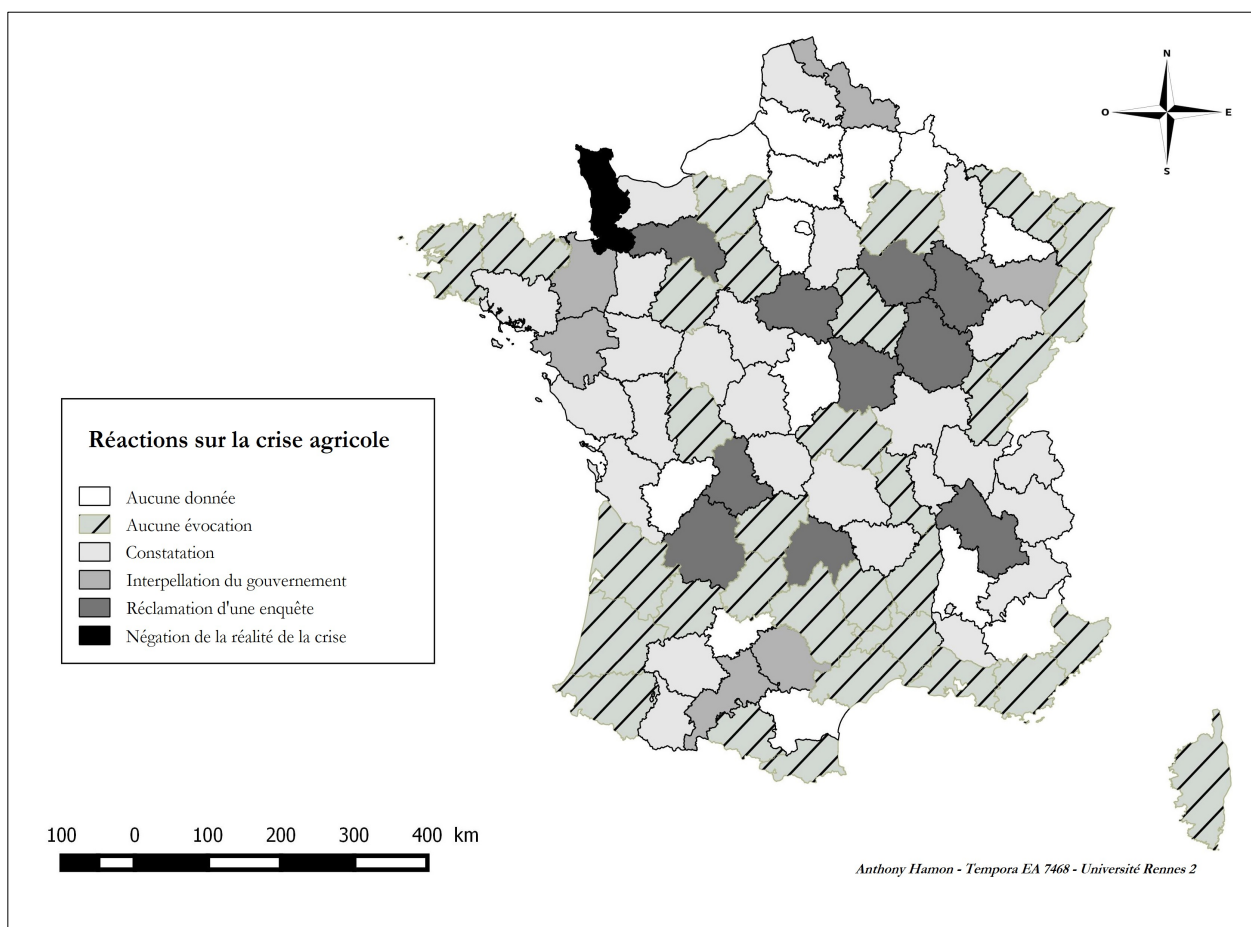 N
O
E
S
Réactions sur la crise agricole
Aucune donnée
Aucune évocation
Constatation
Interpellation du gouvernement
Réclamation d'une enquête
Négation de la réalité de la crise
100 0 100 200 300 400 km
Anthony Hamon - Tempora EA 7468 - Université Rennes 2